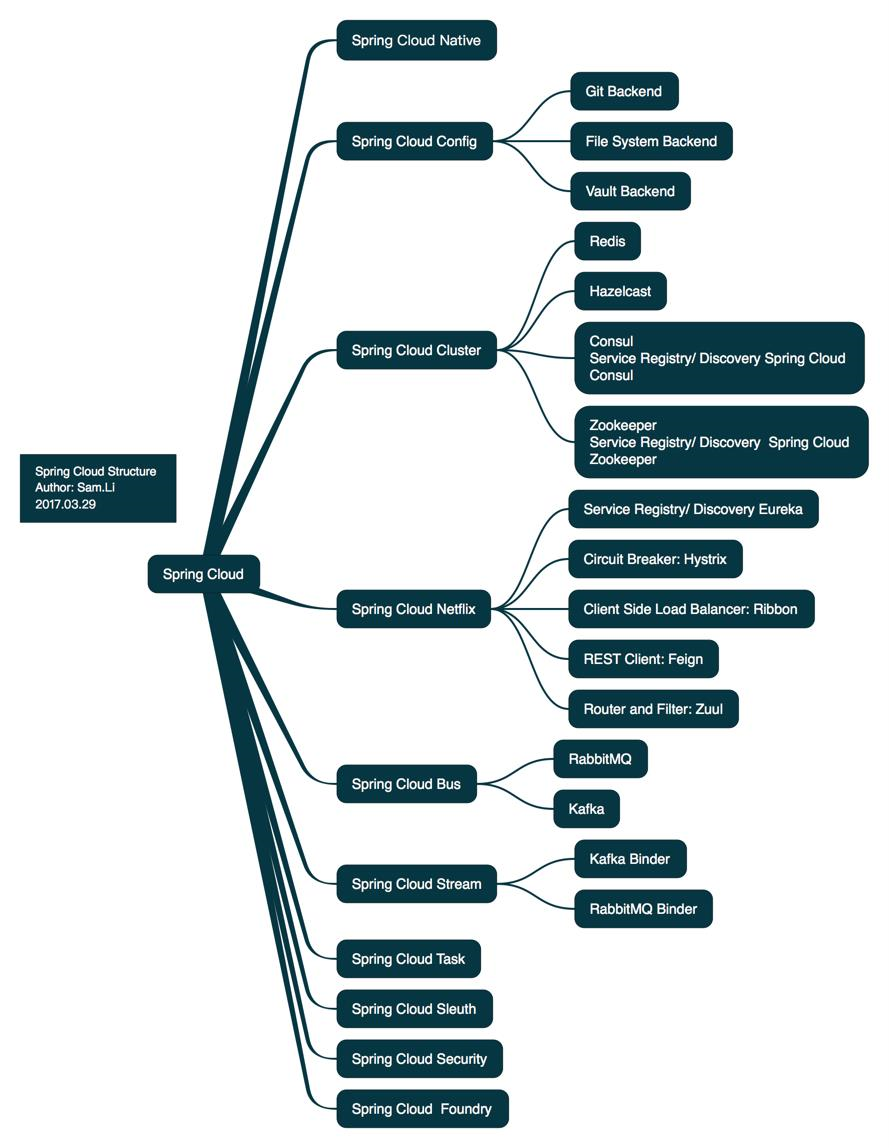 Spring Cloud Native
Git Backend
Spring Cloud Config
File System Backend
Vault Backend
Redis
Hazelcast
Spring Cloud Cluster
Consul
Service Registry/ Discovery Spring Cloud
Consul
Zookeeper
Service Registry/ Discovery  Spring Cloud
Zookeeper
Spring Cloud Structure
Author: Sam.Li
2017.03.29
Spring Cloud
Service Registry/ Discovery Eureka
Circuit Breaker: Hystrix
Spring Cloud Netflix
Client Side Load Balancer: Ribbon
REST Client: Feign
Router and Filter: Zuul
RabbitMQ
Spring Cloud Bus
Kafka
Kafka Binder
Spring Cloud Stream
RabbitMQ Binder
Spring Cloud Task
Spring Cloud Sleuth
Spring Cloud Security
Spring Cloud  Foundry